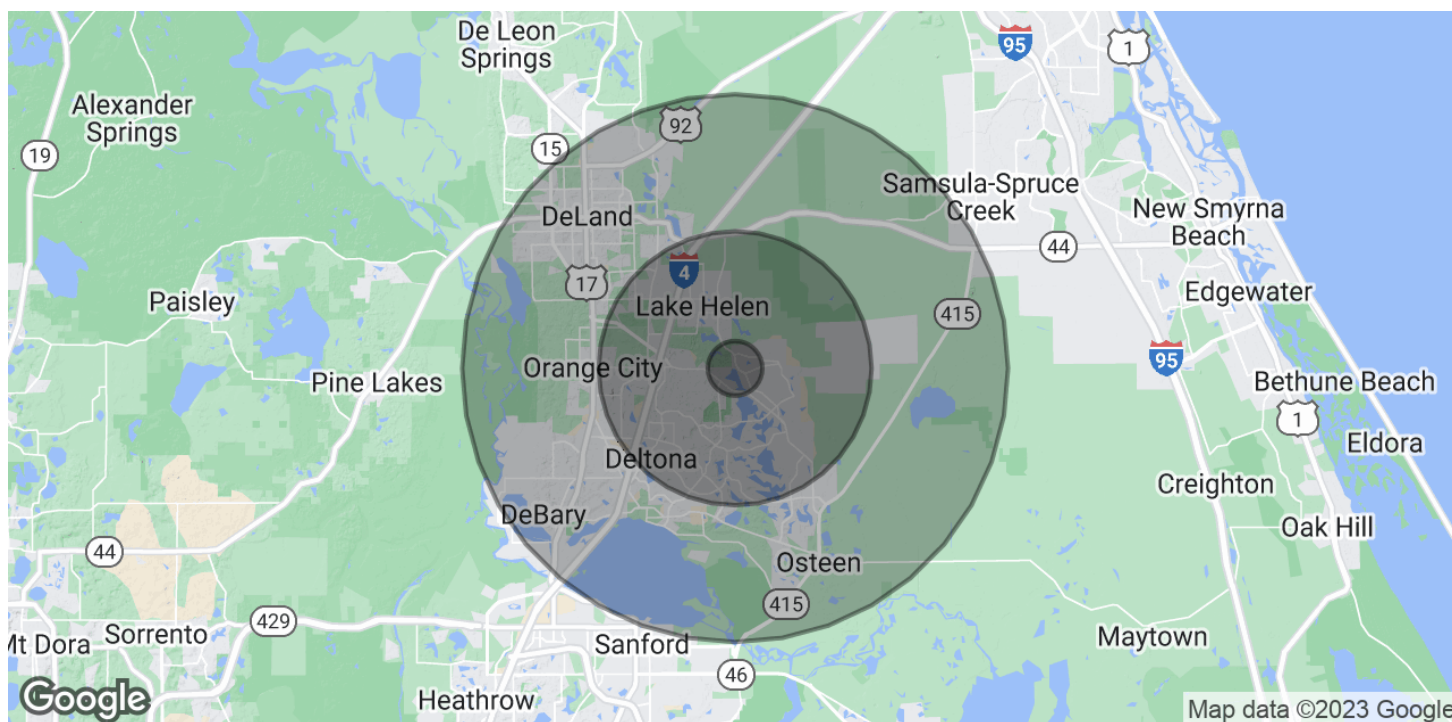 De Leon
Springs
95
1
Alexander
Springs
19
92
15
Samsula-Spruce
Creek
DeLand
New Smyrna
Beach
44
4
17
Paisley
Lake Helen
Edgewater
415
95
Orange City
Pine Lakes
Bethune Beach
1
Eldora
Deltona
Creighton
DeBary
Oak Hill
44
Osteen
415
429
Mt Dora
Sorrento
Sanford
Maytown
46
Heathrow
Google
Map data ©2023 Google